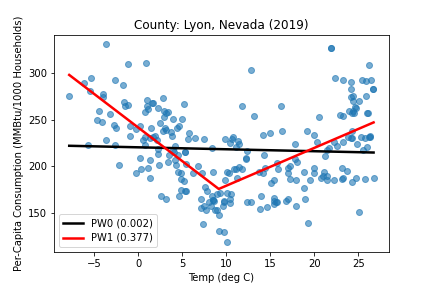 County: Lyon, Nevada (2019)
Per-Capita Consumption (MMBtu/1000 Households)
300
250
200
150
PW0 (0.002)
PW1 (0.377)
−5 0 5 10 15 20 25
Temp (deg C)